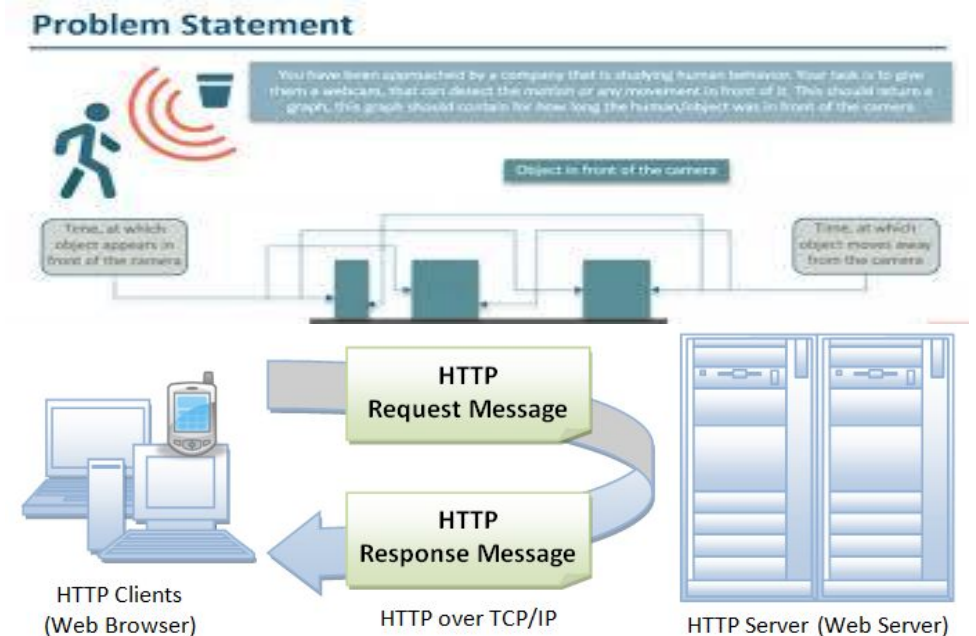 Problem Statement
You have been approached by a company that is studying human behavior. Your task is to give
them a webcam, that can detect the motion or any movement in front of it. This should return a
graph, this graph should contain for how long the human/object was in front of the camera
Object in front of the camera
Time, at which
object appears in
front of the camera
Time, at which
object moves away
from the camera
HTTP
Request Message
HTTP
Response Message
HTTP Clients
(Web Browser)
HTTP over TCP/IP
HTTP Server (Web Server)